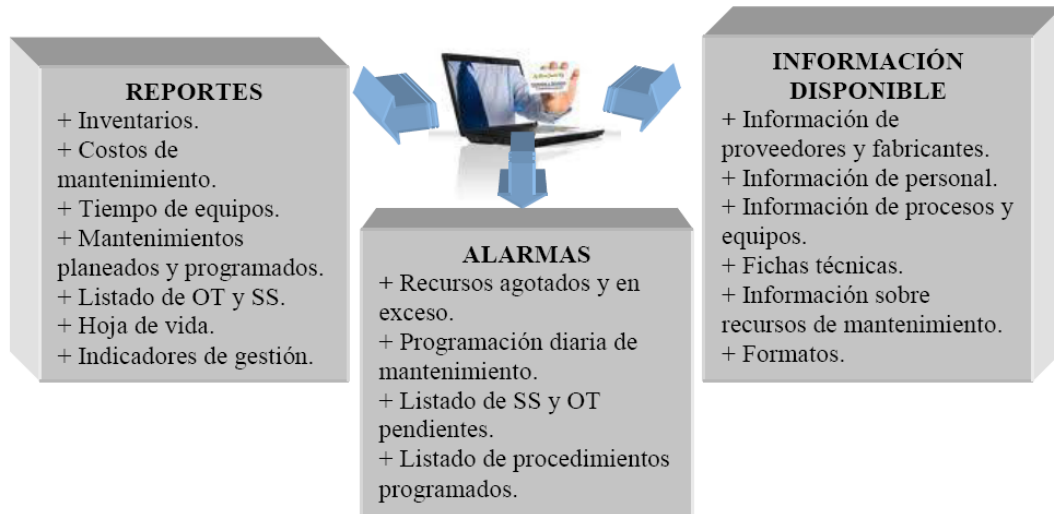 REPORTES
+ Inventarios.
+ Costos de
mantenimiento.
+ Tiempo de equipos.
+ Mantenimientos
planeados y programados.
+ Listado de OT y SS.
+ Hoja de vida.
+ Indicadores de gestión.
ALARMAS
+ Recursos agotados y en
exceso.
+ Programación diaria de
mantenimiento.
+ Listado de SS y OT
pendientes.
+ Listado de procedimientos
programados.
INFORMACIÓN
DISPONIBLE
+ Información de
proveedores y fabricantes.
+ Información de personal.
+ Información de procesos y
equipos.
+ Fichas técnicas.
+ Información sobre
recursos de mantenimiento.
+ Formatos.